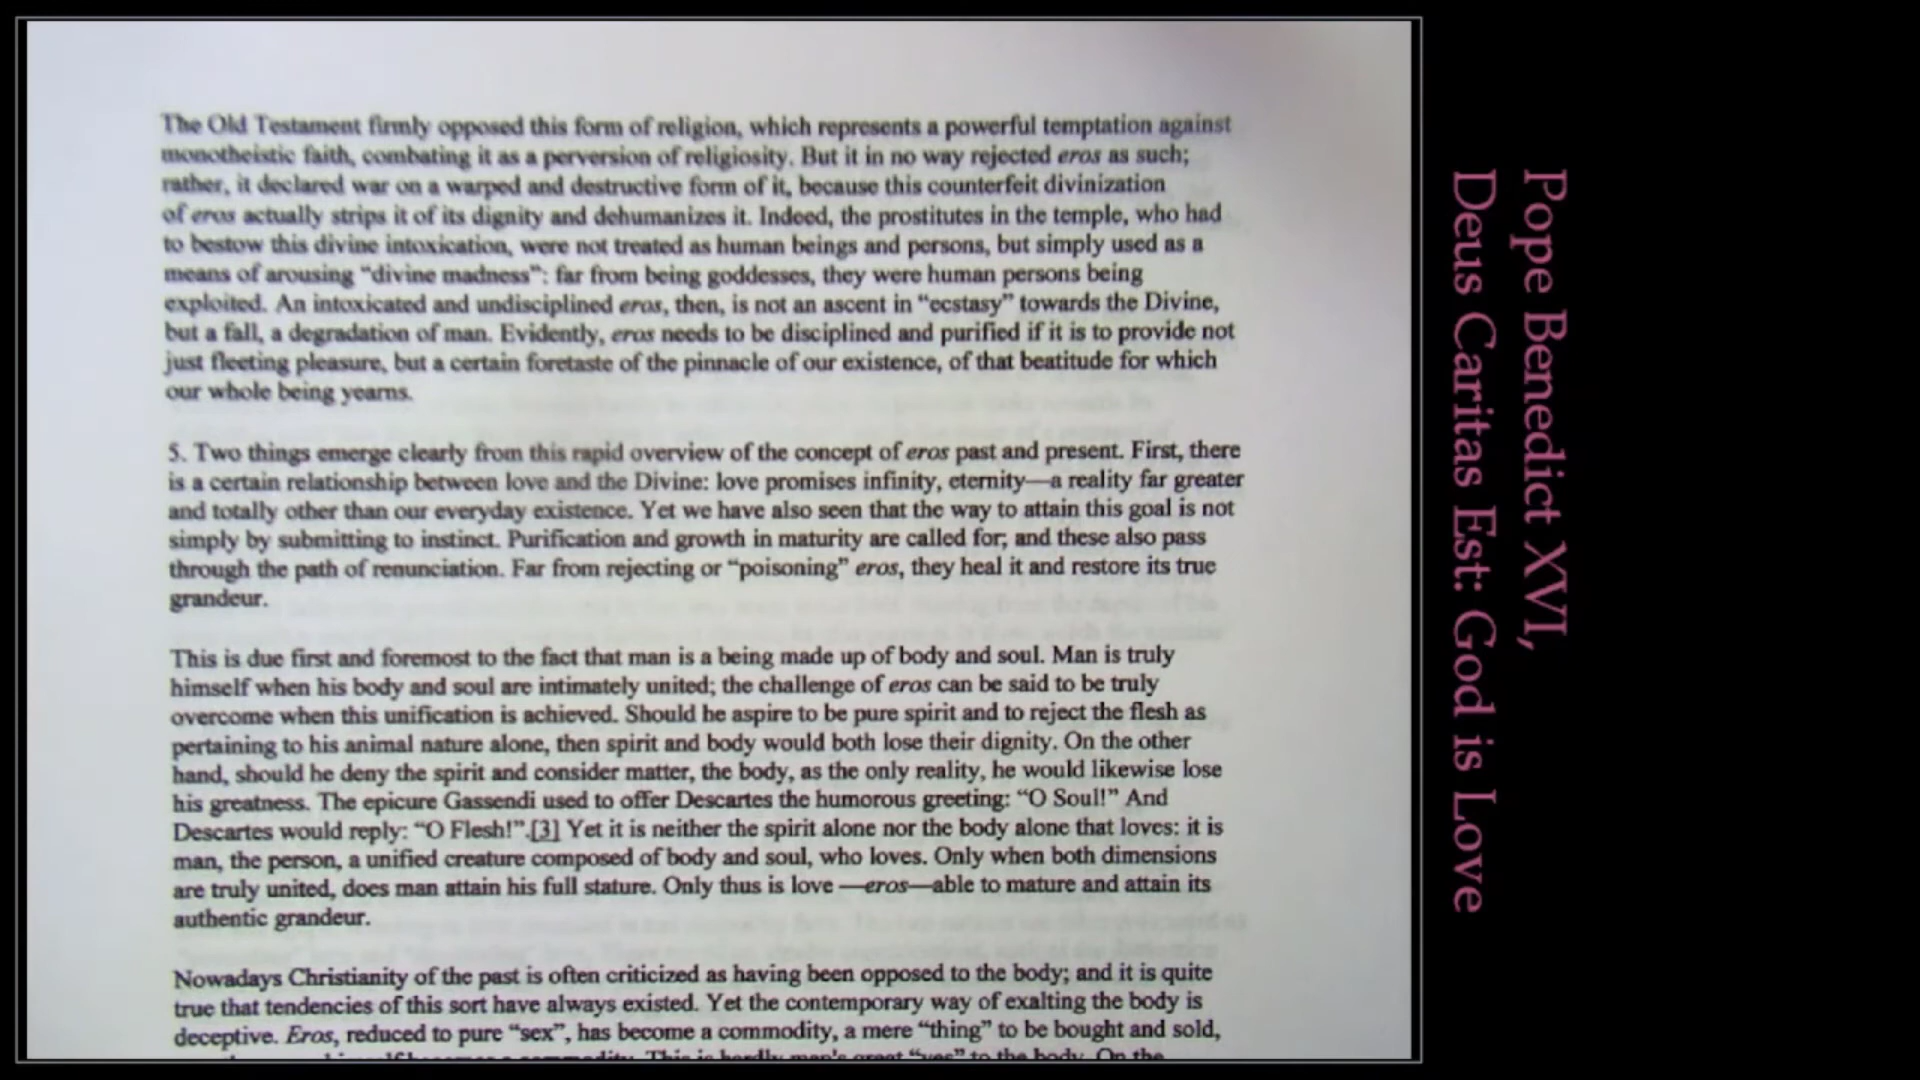 The Old Testament firmly opposed this form of religion, which represents a powerful temptation against
monotheistic faith, combating it as a perversion of religiosity. But it in no way rejected eros as such;
rather, it declared war on a warped and destructive form of it, because this counterfeit divinization
of eros actually strips it of its dignity and dehumanizes it. Indeed, the prostitutes in the temple, who had
to bestow this divine intoxication, were not treated as human beings and persons, but simply used as a
means of arousing “divine madness”: far from being goddesses, they were human persons being
exploited. An intoxicated and undisciplined eros, then, is not an ascent in “ecstasy” towards the Divine,
but a fall, a degradation of man. Evidently, eros needs to be disciplined and purified if it is to provide not
just fleeting pleasure, but a certain foretaste of the pinnacle of our existence, of that beatitude for which
our whole being yearns.
5. Two things emerge clearly from this rapid overview of the concept of eros past and present. First, there
is a certain relationship between love and the Divine: love promises infinity, eternity—a reality far greater
and totally other than our everyday existence. Yet we have also seen that the way to attain this goal is not
simply by submitting to instinct. Purification and growth in maturity are called for; and these also pass
through the path of renunciation. Far from rejecting or “poisoning” eros, they heal it and restore its true
grandeur.
This is due first and foremost to the fact that man is a being made up of body and soul. Man is truly
himself when his body and soul are intimately united; the challenge of eros can be said to be truly
overcome when this unification is achieved. Should he aspire to be pure spirit and to reject the flesh as
pertaining to his animal nature alone, then spirit and body would both lose their dignity. On the other
hand, should he deny the spirit and consider matter, the body, as the only reality, he would likewise lose
his greatness. The epicure Gassendi used to offer Descartes the humorous greeting: “O Soul!” And
Descartes would reply: “O Flesh!”.[3] Yet it is neither the spirit alone nor the body alone that loves: it is
man, the person, a unified creature composed of body and soul, who loves. Only when both dimensions
are truly united, does man attain his full stature. Only thus is love —eros—able to mature and attain its
authentic grandeur.
Nowadays Christianity of the past is often criticized as having been opposed to the body; and it is quite
true that tendencies of this sort have always existed. Yet the contemporary way of exalting the body is
deceptive. Eros, reduced to pure “sex”, has become a commodity, a mere “thing” to be bought and sold,
commodity. This is hardly man's great “yes” to the body. On the
Pope Benedict XVI,
Deus Caritas Est: God is Love